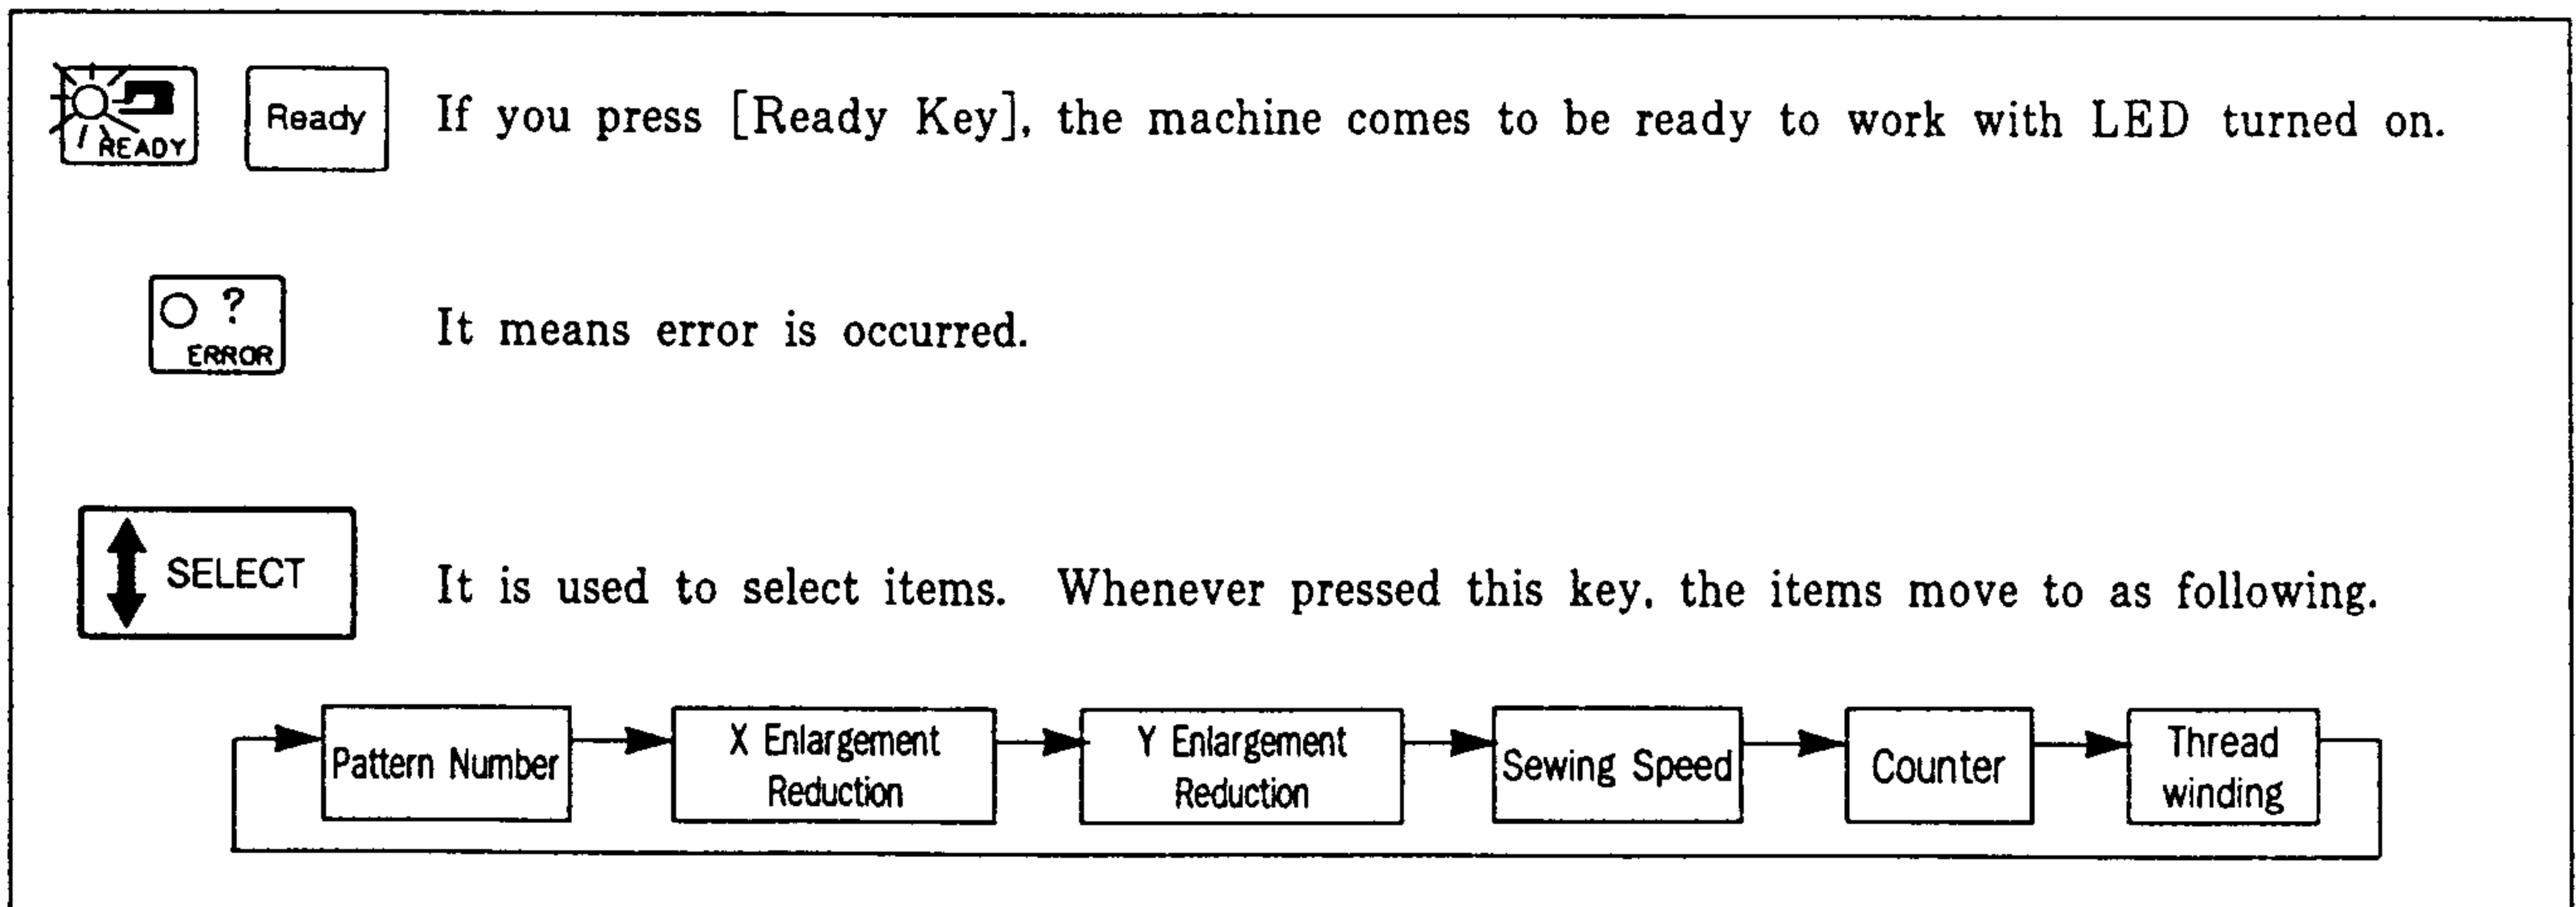 READY
Ready
If you press [Ready Key], the machine comes to be ready to work with LED turned on.
?
ERROR
It means error is occurred.
SELECT
It is used to select items. Whenever pressed this key, the items move to as following.
Pattern Number
X Enlargement
Reduction
Y Enlargement
Reduction
Sewing Speed
Counter
Thread
winding